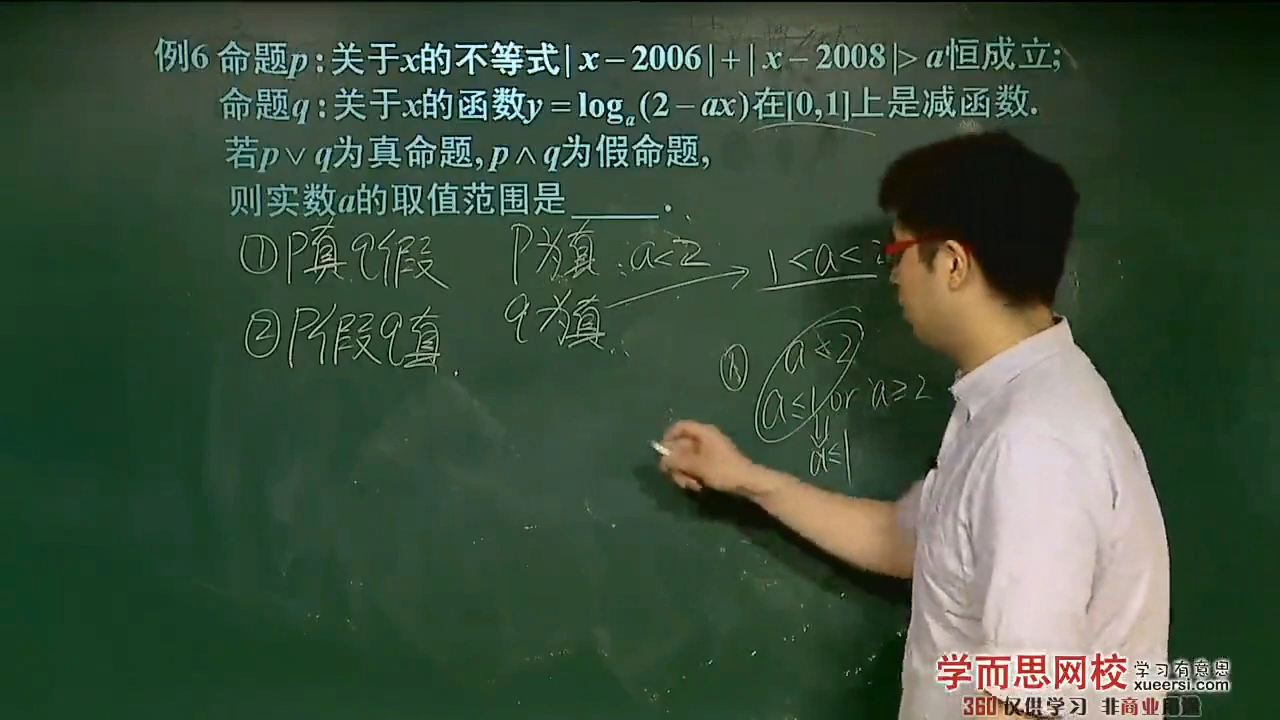 例6 命题p:关于x的不等式|x-2006|+|x-2008|>a恒成立;
命题q:关于x的函数y=logₐ(2-ax)在[0,1]上是减函数.
若p∨q为真命题,p∧q为假命题,
则实数a的取值范围是_____.
①P真q假 P为真:a<2 1<a<2
②P假q真. q为真:
① a<2
a≤1 or a≥2
⇓
a≤1
学而思网校 学习有意思
xueersi.com
360 仅供学习 非商业用途